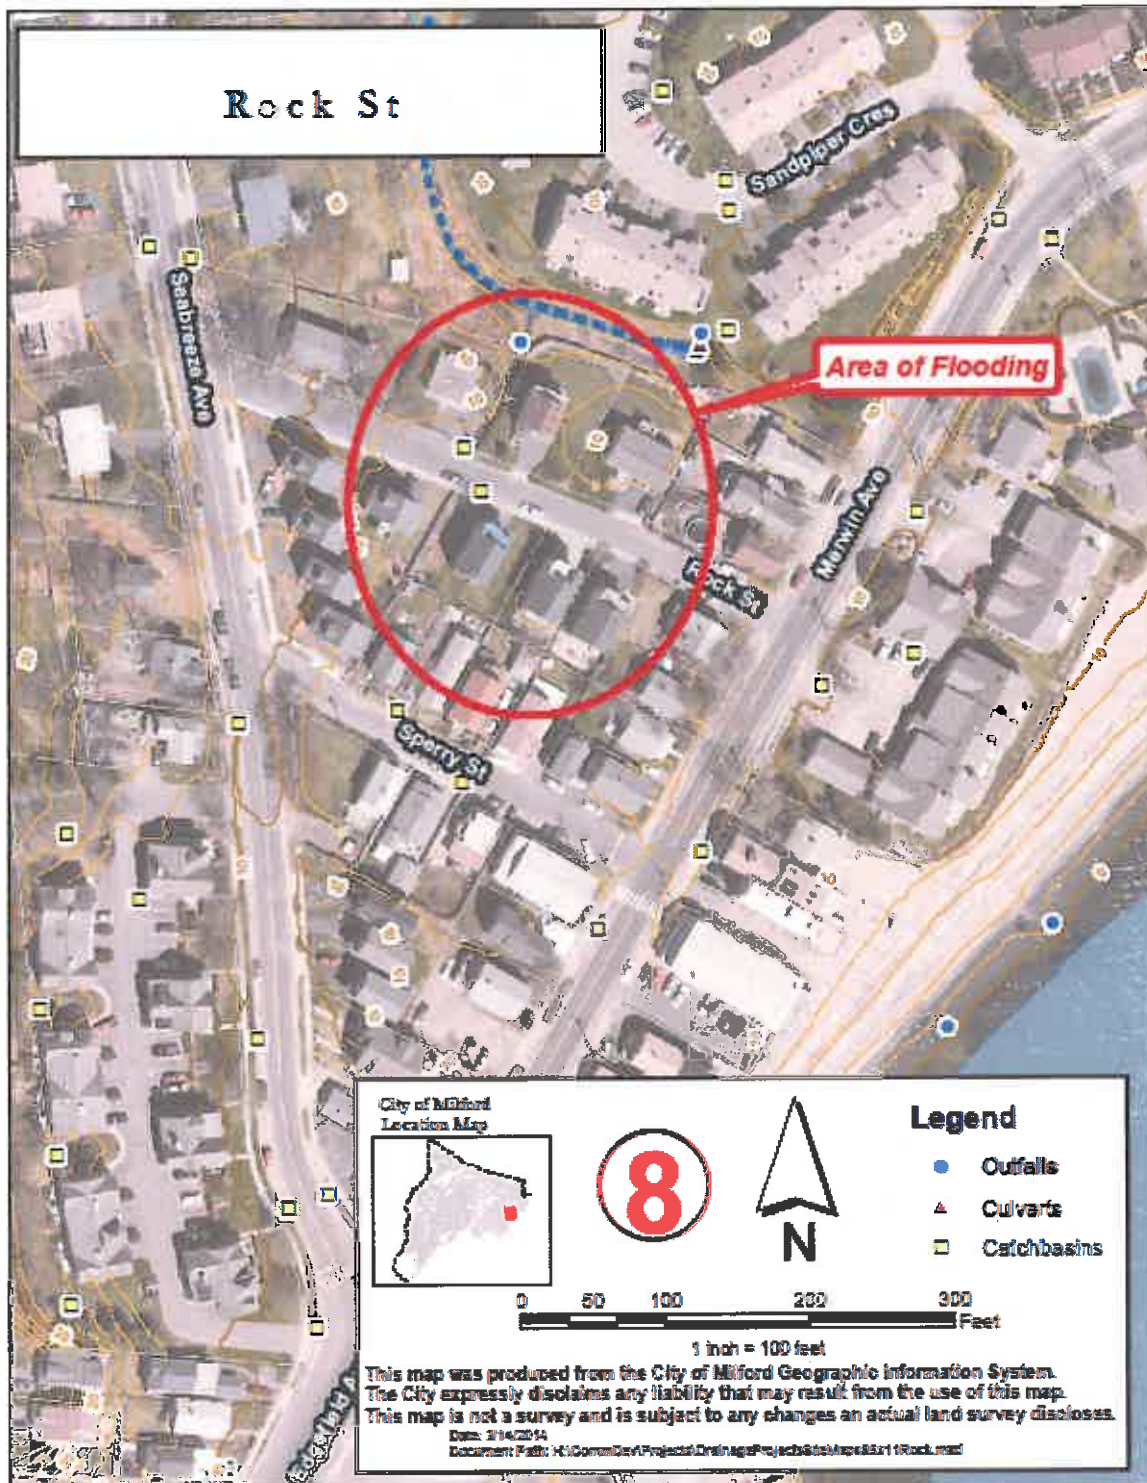 Rock St
Sandpiper Cres
Seabreeze Ave
Area of Flooding
Merwin Ave
Rock S
Sperry St
10
10
10
10
City of Milford
Location Map
8
N
Legend
Outfalls
Culverts
Catchbasins
0 50 100 200 300
Feet
1 inch = 100 feet
This map was produced from the City of Milford Geographic Information System.
The City expressly disclaims any liability that may result from the use of this map.
This map is not a survey and is subject to any changes an actual land survey discloses.